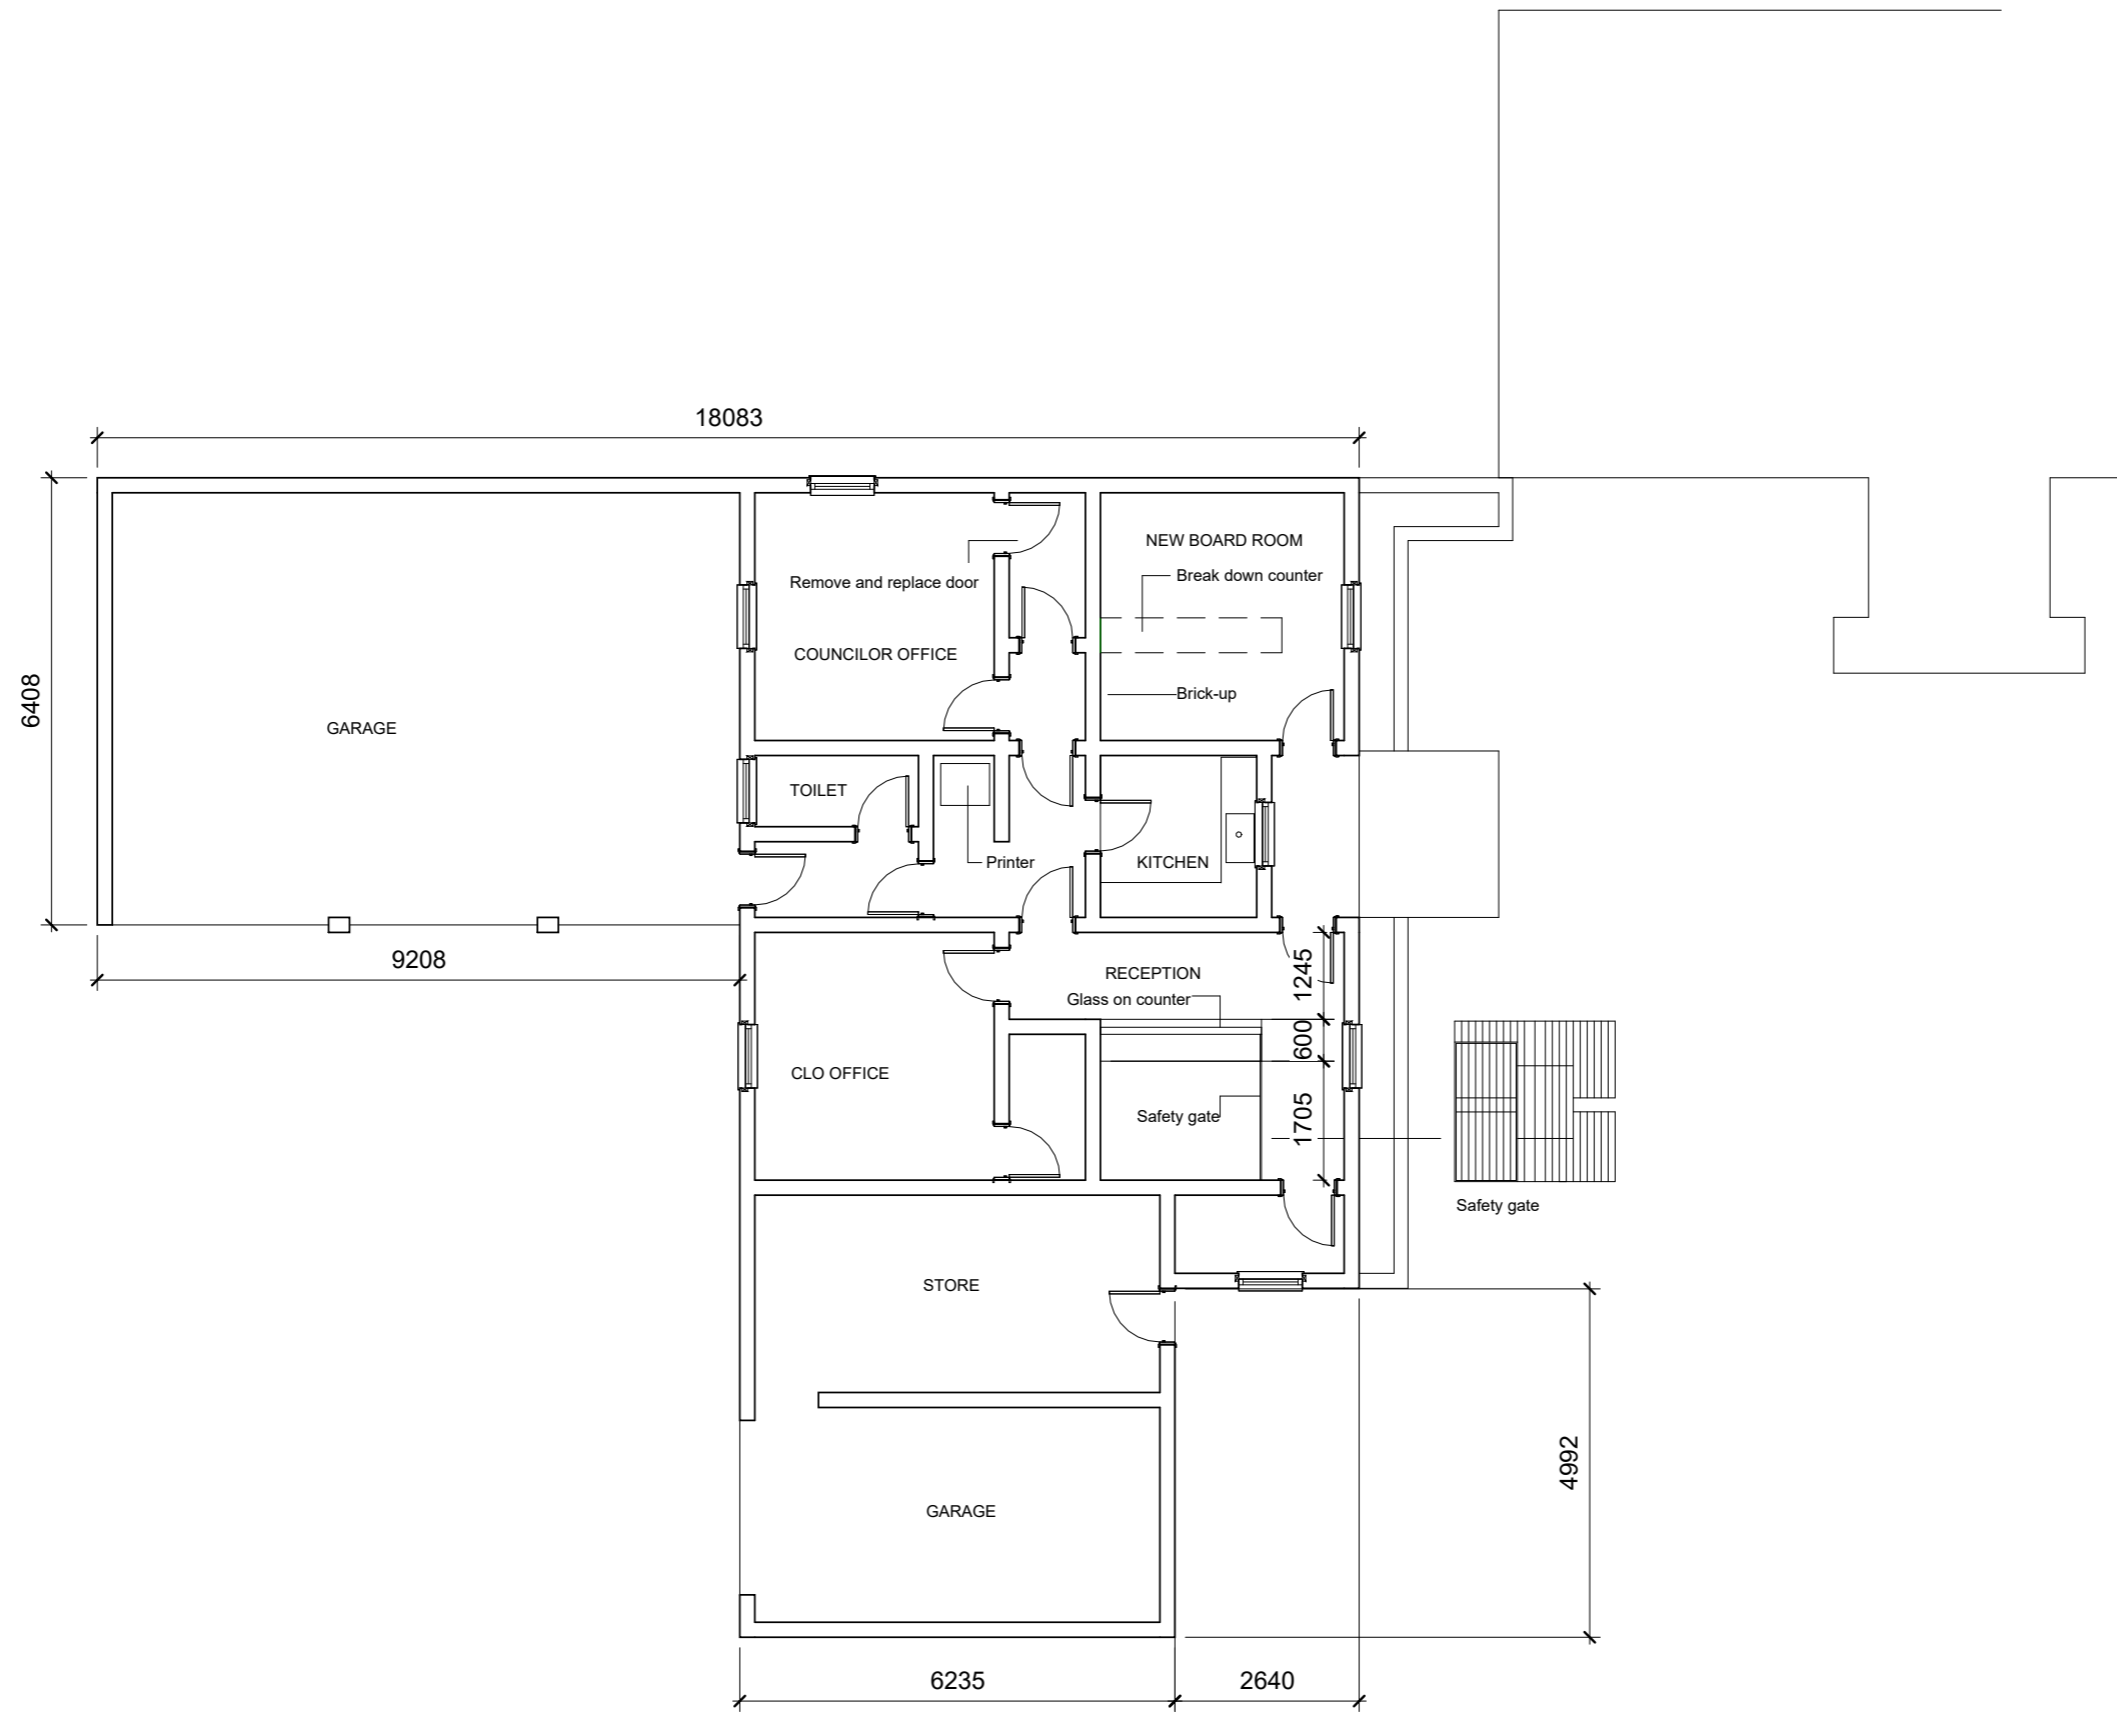 18083
NEW BOARD ROOM
Break down counter
Remove and replace door
COUNCILOR OFFICE
Brick-up
6408
GARAGE
TOILET
Printer
KITCHEN
9208
RECEPTION
1245
Glass on counter
600
CLO OFFICE
Safety gate
1705
Safety gate
STORE
4992
GARAGE
6235
2640